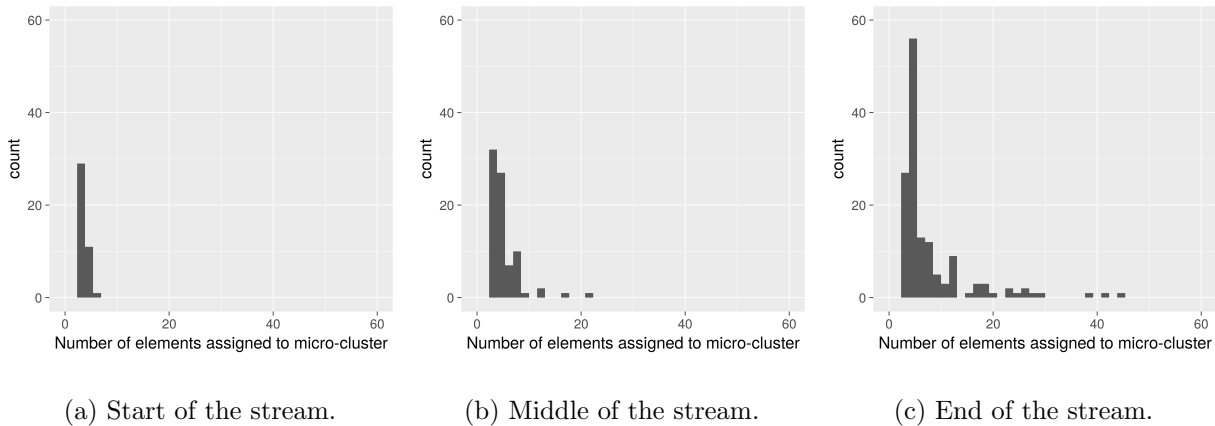 60
40
20
0
count
0 20 40 60
Number of elements assigned to micro-cluster
(a) Start of the stream.
60
40
20
0
count
0 20 40 60
Number of elements assigned to micro-cluster
(b) Middle of the stream.
60
40
20
0
count
0 20 40 60
Number of elements assigned to micro-cluster
(c) End of the stream.